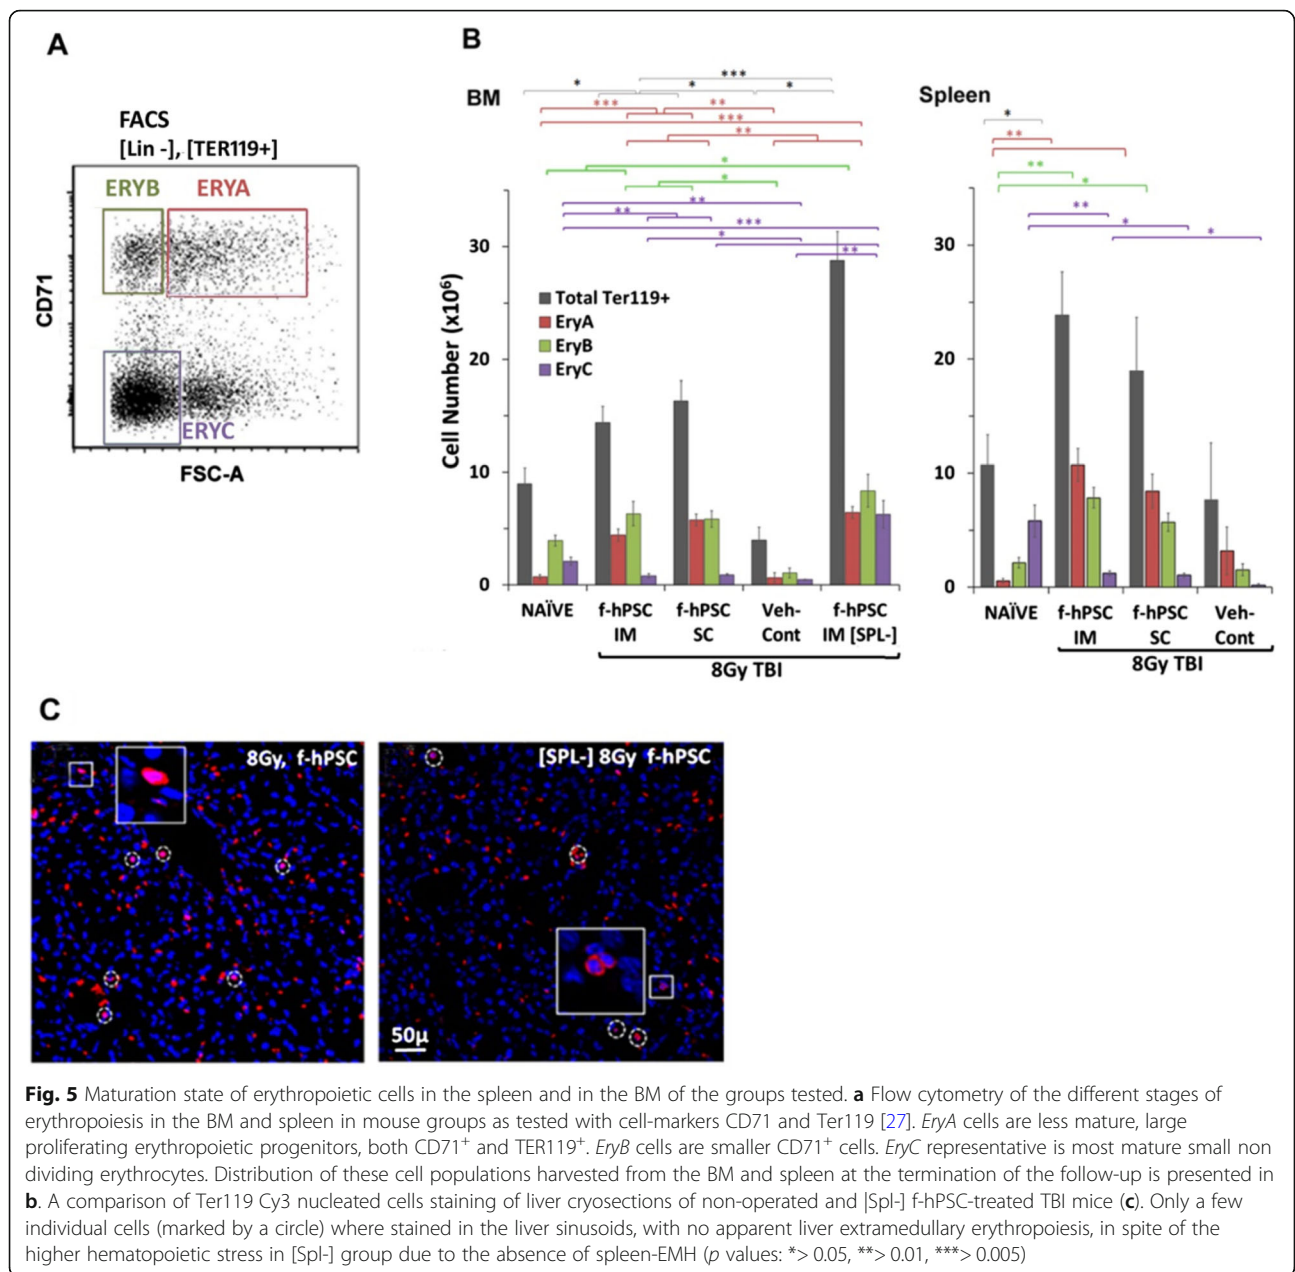 A
FACS
[Lin -], [TER119+]
ERYB ERYA
CD71
ERYC
FSC-A
B
BM
*** 
* * *
*** **
***
**
*
*
**
** ***
*
**
Cell Number (x10⁶)
30
20
10
0
Total Ter119+
EryA
EryB
EryC
NAÏVE f-hPSC f-hPSC Veh- f-hPSC
IM SC Cont IM [SPL-]
8Gy TBI
Spleen
*
**
**
*
**
*
*
30
20
10
0
NAÏVE f-hPSC f-hPSC Veh-
IM SC Cont
8Gy TBI
C
8Gy, f-hPSC
[SPL-] 8Gy f-hPSC
50µ
Fig. 5 Maturation state of erythropoietic cells in the spleen and in the BM of the groups tested. a Flow cytometry of the different stages of
erythropoiesis in the BM and spleen in mouse groups as tested with cell-markers CD71 and Ter119 [27]. EryA cells are less mature, large
proliferating erythropoietic progenitors, both CD71⁺ and TER119⁺. EryB cells are smaller CD71⁺ cells. EryC representative is most mature small non
dividing erythrocytes. Distribution of these cell populations harvested from the BM and spleen at the termination of the follow-up is presented in
b. A comparison of Ter119 Cy3 nucleated cells staining of liver cryosections of non-operated and |Spl-] f-hPSC-treated TBI mice (c). Only a few
individual cells (marked by a circle) where stained in the liver sinusoids, with no apparent liver extramedullary erythropoiesis, in spite of the
higher hematopoietic stress in [Spl-] group due to the absence of spleen-EMH (p values: *> 0.05, **> 0.01, ***> 0.005)